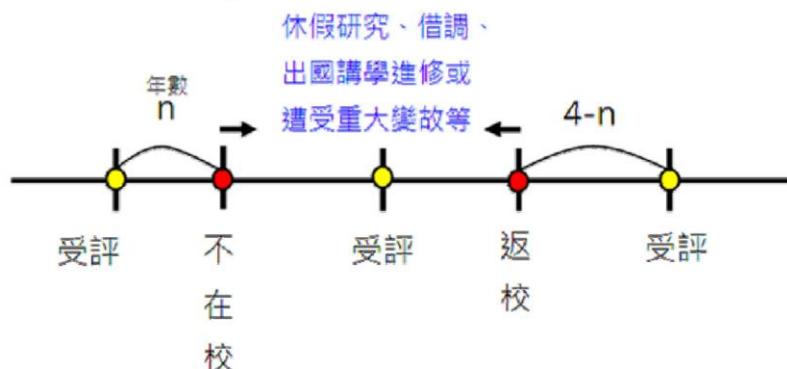 休假研究、借調、
出國講學進修或
遭受重大變故等
年數
n
4-n
受評
不在校
受評
返校
受評